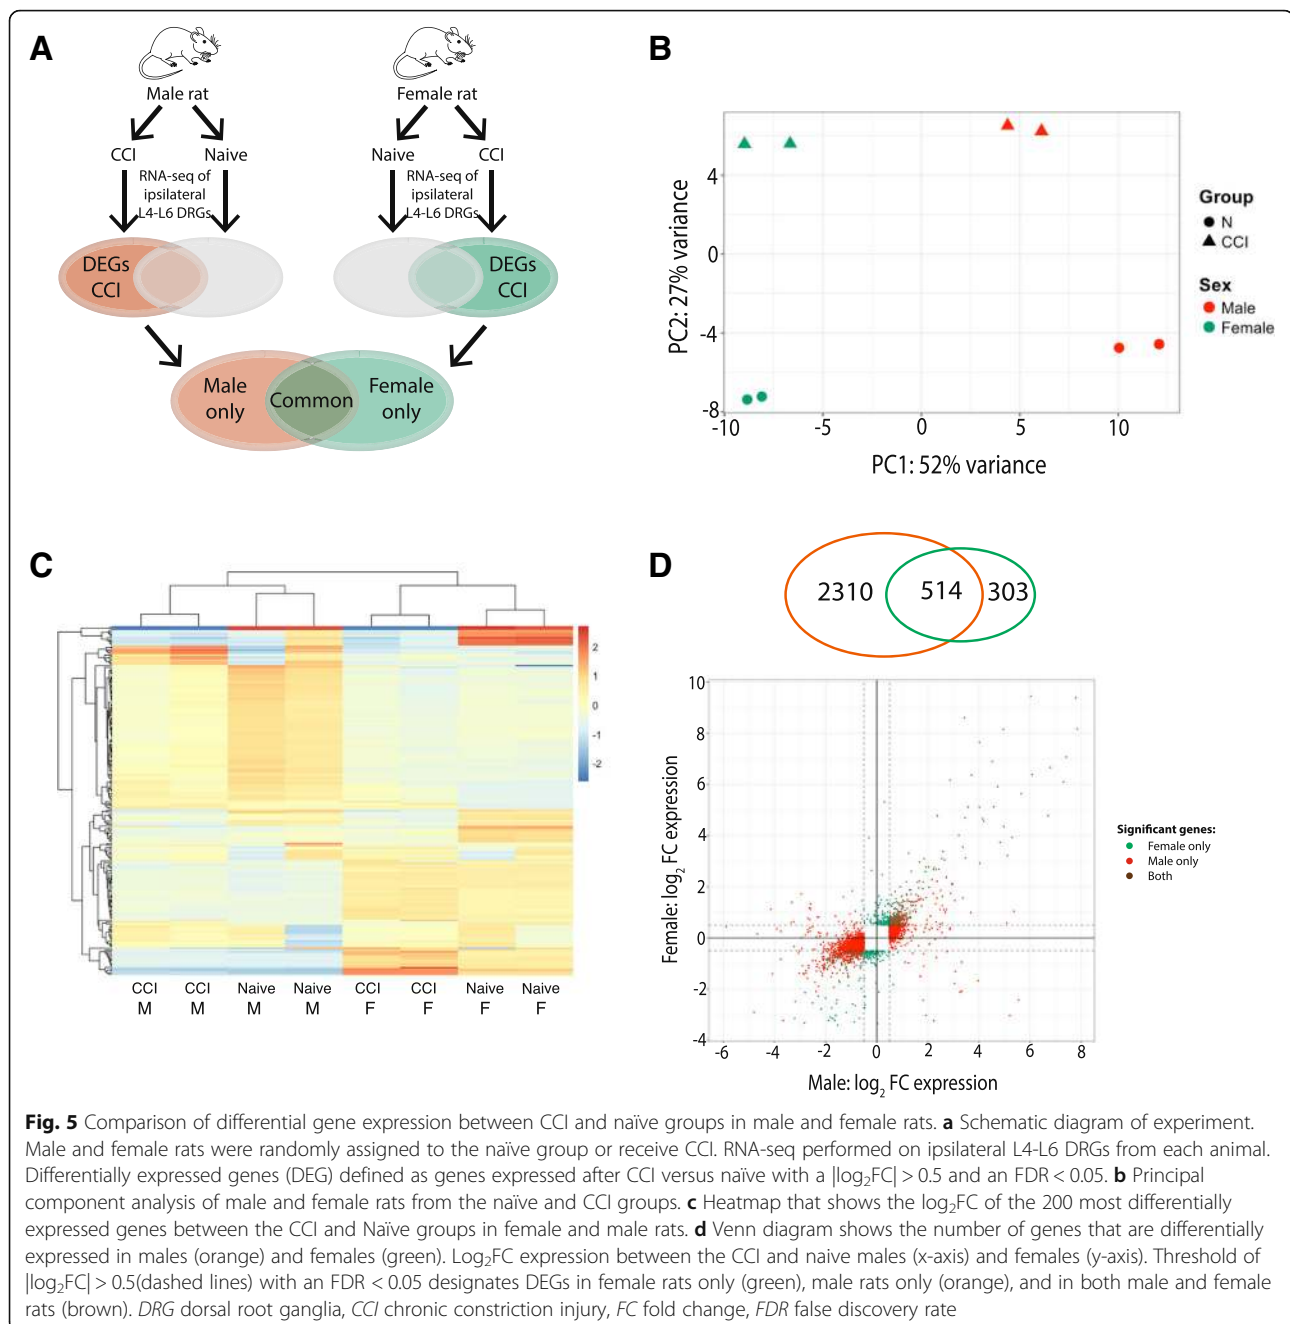 A
Male rat
Female rat
CCI
Naive
Naive
CCI
RNA-seq of
ipsilateral
L4-L6 DRGs
RNA-seq of
ipsilateral
L4-L6 DRGs
DEGs
CCI
DEGs
CCI
Male
only
Common
Female
only
B
PC2: 27% variance
4
0
-4
-8
-10
-5
0
5
10
PC1: 52% variance
Group
N
CCI
Sex
Male
Female
C
2
1
0
-1
-2
CCI CCI Naive Naive CCI CCI Naive Naive
M M M M F F F F
D
2310
514
303
Female: log2 FC expression
10
8
6
4
2
0
-2
-4
-6 -4 -2 0 2 4 6 8
Male: log2 FC expression
Significant genes:
Female only
Male only
Both
Fig. 5 Comparison of differential gene expression between CCI and naïve groups in male and female rats. a Schematic diagram of experiment.
Male and female rats were randomly assigned to the naïve group or receive CCI. RNA-seq performed on ipsilateral L4-L6 DRGs from each animal.
Differentially expressed genes (DEG) defined as genes expressed after CCI versus naïve with a |log2FC| > 0.5 and an FDR < 0.05. b Principal
component analysis of male and female rats from the naïve and CCI groups. c Heatmap that shows the log2FC of the 200 most differentially
expressed genes between the CCI and Naïve groups in female and male rats. d Venn diagram shows the number of genes that are differentially
expressed in males (orange) and females (green). Log2FC expression between the CCI and naive males (x-axis) and females (y-axis). Threshold of
|log2FC| > 0.5(dashed lines) with an FDR < 0.05 designates DEGs in female rats only (green), male rats only (orange), and in both male and female
rats (brown). DRG dorsal root ganglia, CCI chronic constriction injury, FC fold change, FDR false discovery rate